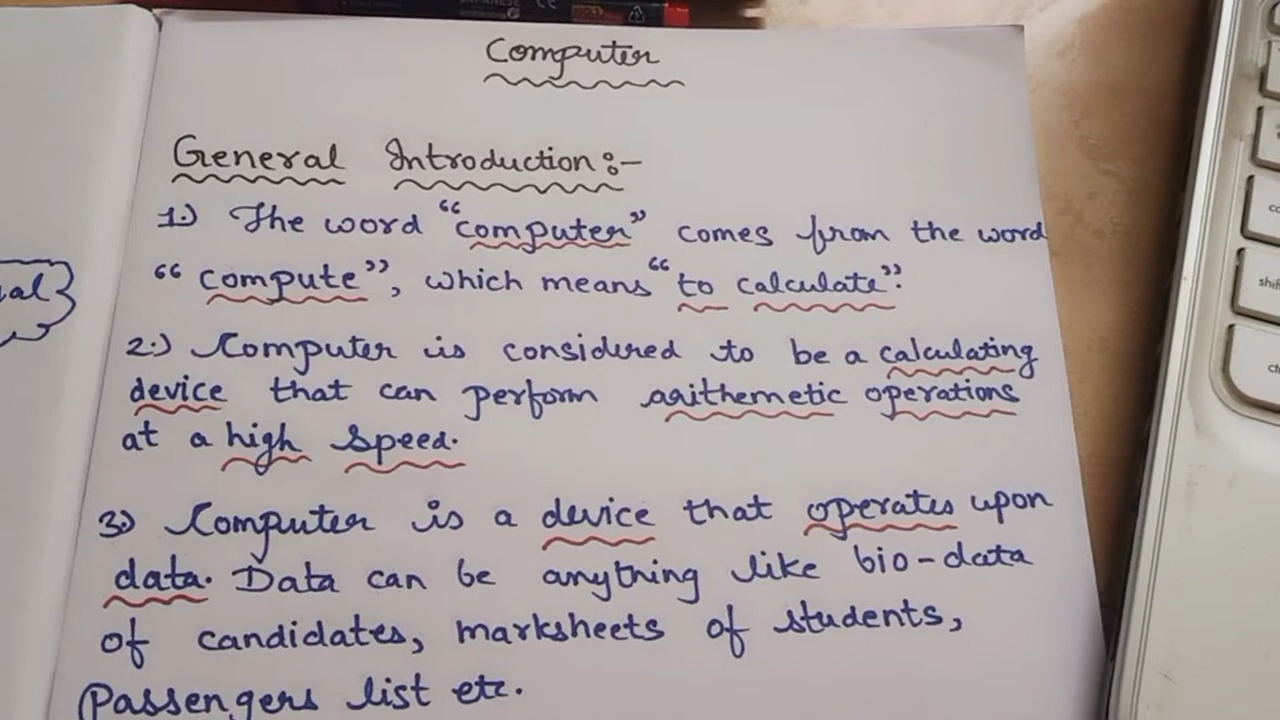 Computer
General Introduction:-
1.) The word "computer" comes from the word
"compute", which means "to calculate".
2.) Computer is considered to be a calculating
device that can perform arithemetic operations
at a high speed.
3.) Computer is a device that operates upon
data. Data can be anything like bio-data
of candidates, marksheets of students,
Passengers list etc.